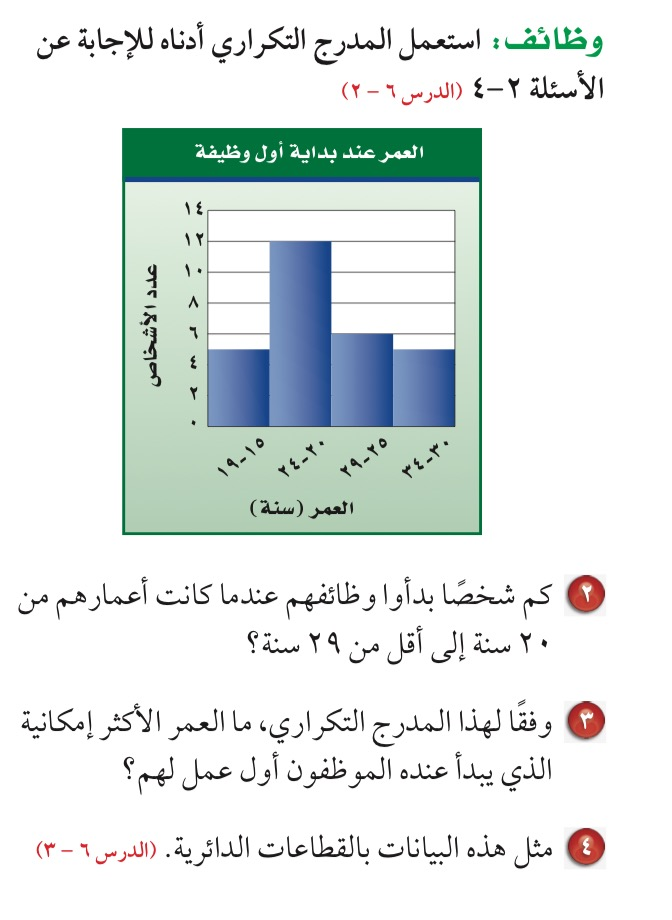 وظائف: استعمل المدرج التكراري أدناه للإجابة عن
الأسئلة ٢-٤ (الدرس ٦ - ٢)
العمر عند بداية أول وظيفة
عدد الأشخاص
١٤
١٢
١٠
٨
٦
٤
٢
٠
١٥-١٩
٢٠-٢٤
٢٥-٢٩
٣٠-٣٤
العمر (سنة)
٢ كم شخصًا بدأوا وظائفهم عندما كانت أعمارهم من
٢٠ سنة إلى أقل من ٢٩ سنة؟
٣ وفقًا لهذا المدرج التكراري، ما العمر الأكثر إمكانية
الذي يبدأ عنده الموظفون أول عمل لهم؟
٤ مثل هذه البيانات بالقطاعات الدائرية. (الدرس ٦ - ٣)